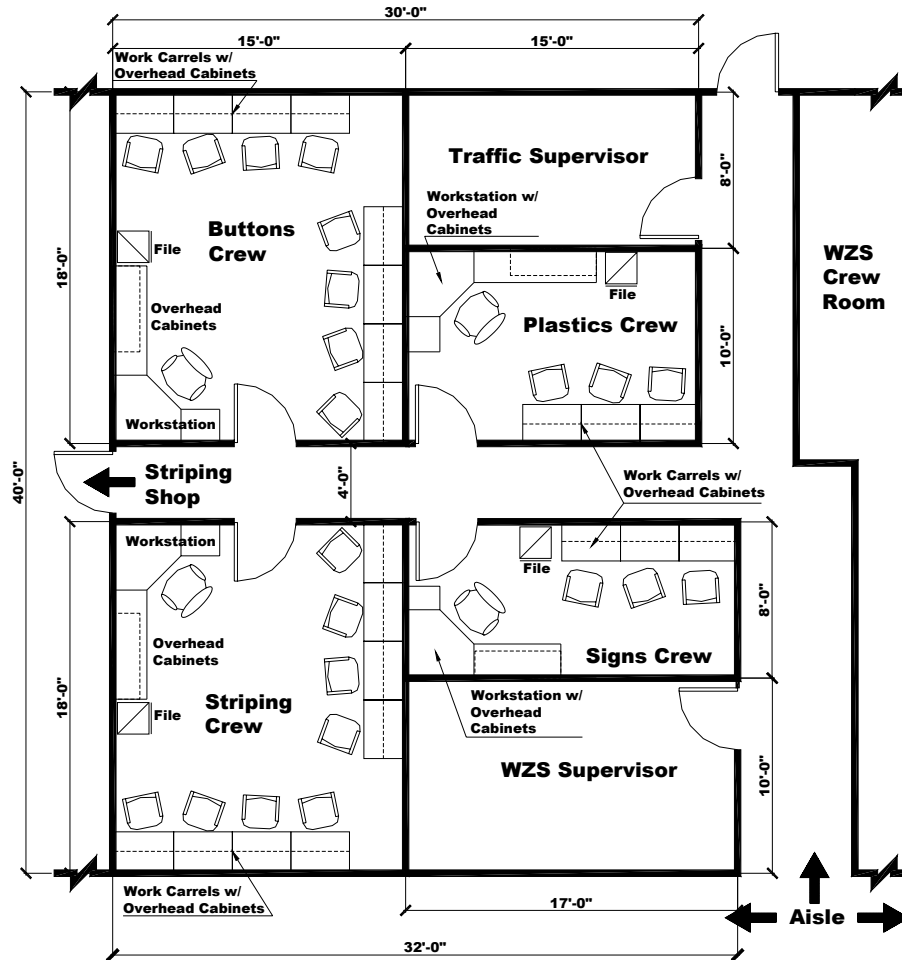 30'-0"
15'-0"
15'-0"
Work Carrels w/
Overhead Cabinets
Traffic Supervisor
8'-0"
Workstation w/
Overhead
Cabinets
Buttons
Crew
File
18'-0"
WZS
Crew
Room
File
Overhead
Cabinets
Plastics Crew
10'-0"
Workstation
40'-0"
Striping
Shop
4'-0"
Work Carrels w/
Overhead Cabinets
Workstation
File
8'-0"
Overhead
Cabinets
Signs Crew
18'-0"
Striping
Crew
File
Workstation w/
Overhead
Cabinets
WZS Supervisor
10'-0"
Work Carrels w/
Overhead Cabinets
17'-0"
Aisle
32'-0"